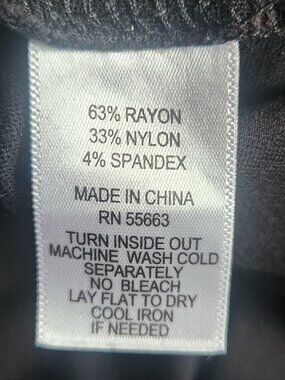 63% RAYON
33% NYLON
4% SPANDEX
MADE IN CHINA
RN 55663
TURN INSIDE OUT
MACHINE WASH COLD
SEPARATELY
NO BLEACH
LAY FLAT TO DRY
COOL IRON
IF NEEDED